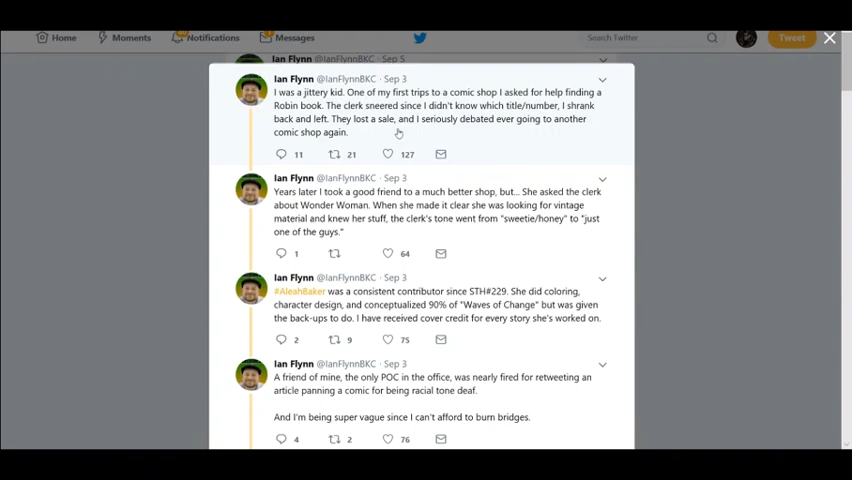 Home Moments Notifications Messages Search Twitter Tweet
Ian Flynn @IanFlynnBKC · Sep 5
Ian Flynn @IanFlynnBKC · Sep 3
I was a jittery kid. One of my first trips to a comic shop I asked for help finding a
Robin book. The clerk sneered since I didn't know which title/number, I shrank
back and left. They lost a sale, and I seriously debated ever going to another
comic shop again.
11 21 127
Ian Flynn @IanFlynnBKC · Sep 3
Years later I took a good friend to a much better shop, but... She asked the clerk
about Wonder Woman. When she made it clear she was looking for vintage
material and knew her stuff, the clerk's tone went from "sweetie/honey" to "just
one of the guys."
1 64
Ian Flynn @IanFlynnBKC · Sep 3
#AleahBaker was a consistent contributor since STH#229. She did coloring,
character design, and conceptualized 90% of "Waves of Change" but was given
the back-ups to do. I have received cover credit for every story she's worked on.
2 9 75
Ian Flynn @IanFlynnBKC · Sep 3
A friend of mine, the only POC in the office, was nearly fired for retweeting an
article panning a comic for being racial tone deaf.
And I'm being super vague since I can't afford to burn bridges.
4 2 76